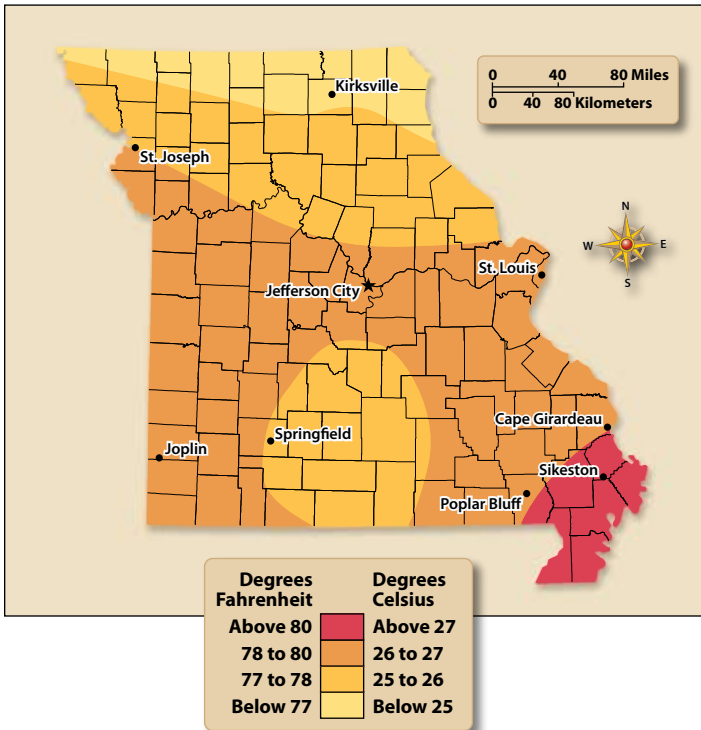 0 40 80 Miles
0 40 80 Kilometers
Kirksville
St. Joseph
N
W E
S
St. Louis
Jefferson City
Cape Girardeau
Springfield
Joplin
Sikeston
Poplar Bluff
Degrees Degrees
Fahrenheit Celsius
Above 80 Above 27
78 to 80 26 to 27
77 to 78 25 to 26
Below 77 Below 25